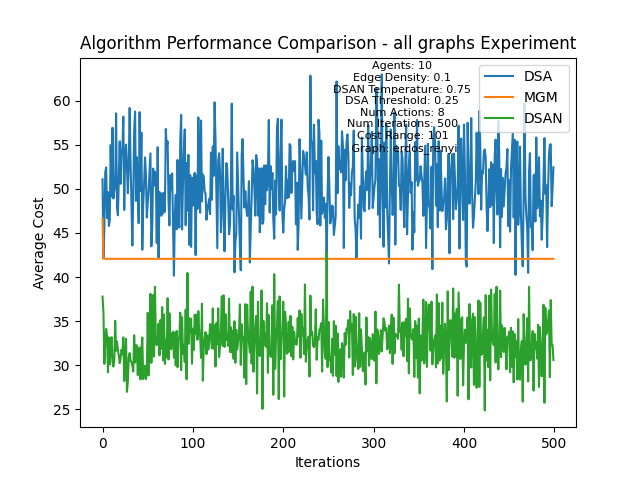 Algorithm Performance Comparison - all graphs Experiment
Agents: 10
Edge Density: 0.1
DSAN Temperature: 0.75
DSA Threshold: 0.25
Num Actions: 8
Num Iterations: 500
Cost Range: 101
Graph: erdos_renyi
DSA
MGM
DSAN
Average Cost
60
55
50
45
40
35
30
25
0
100
200
300
400
500
Iterations